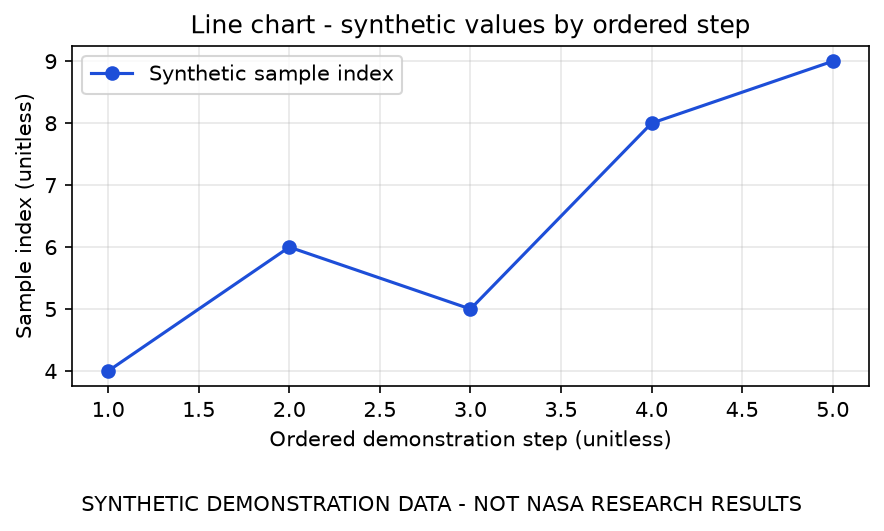 Line chart - synthetic values by ordered step
Synthetic sample index
Sample index (unitless)
9
8
7
6
5
4
1.0 1.5 2.0 2.5 3.0 3.5 4.0 4.5 5.0
Ordered demonstration step (unitless)
SYNTHETIC DEMONSTRATION DATA - NOT NASA RESEARCH RESULTS